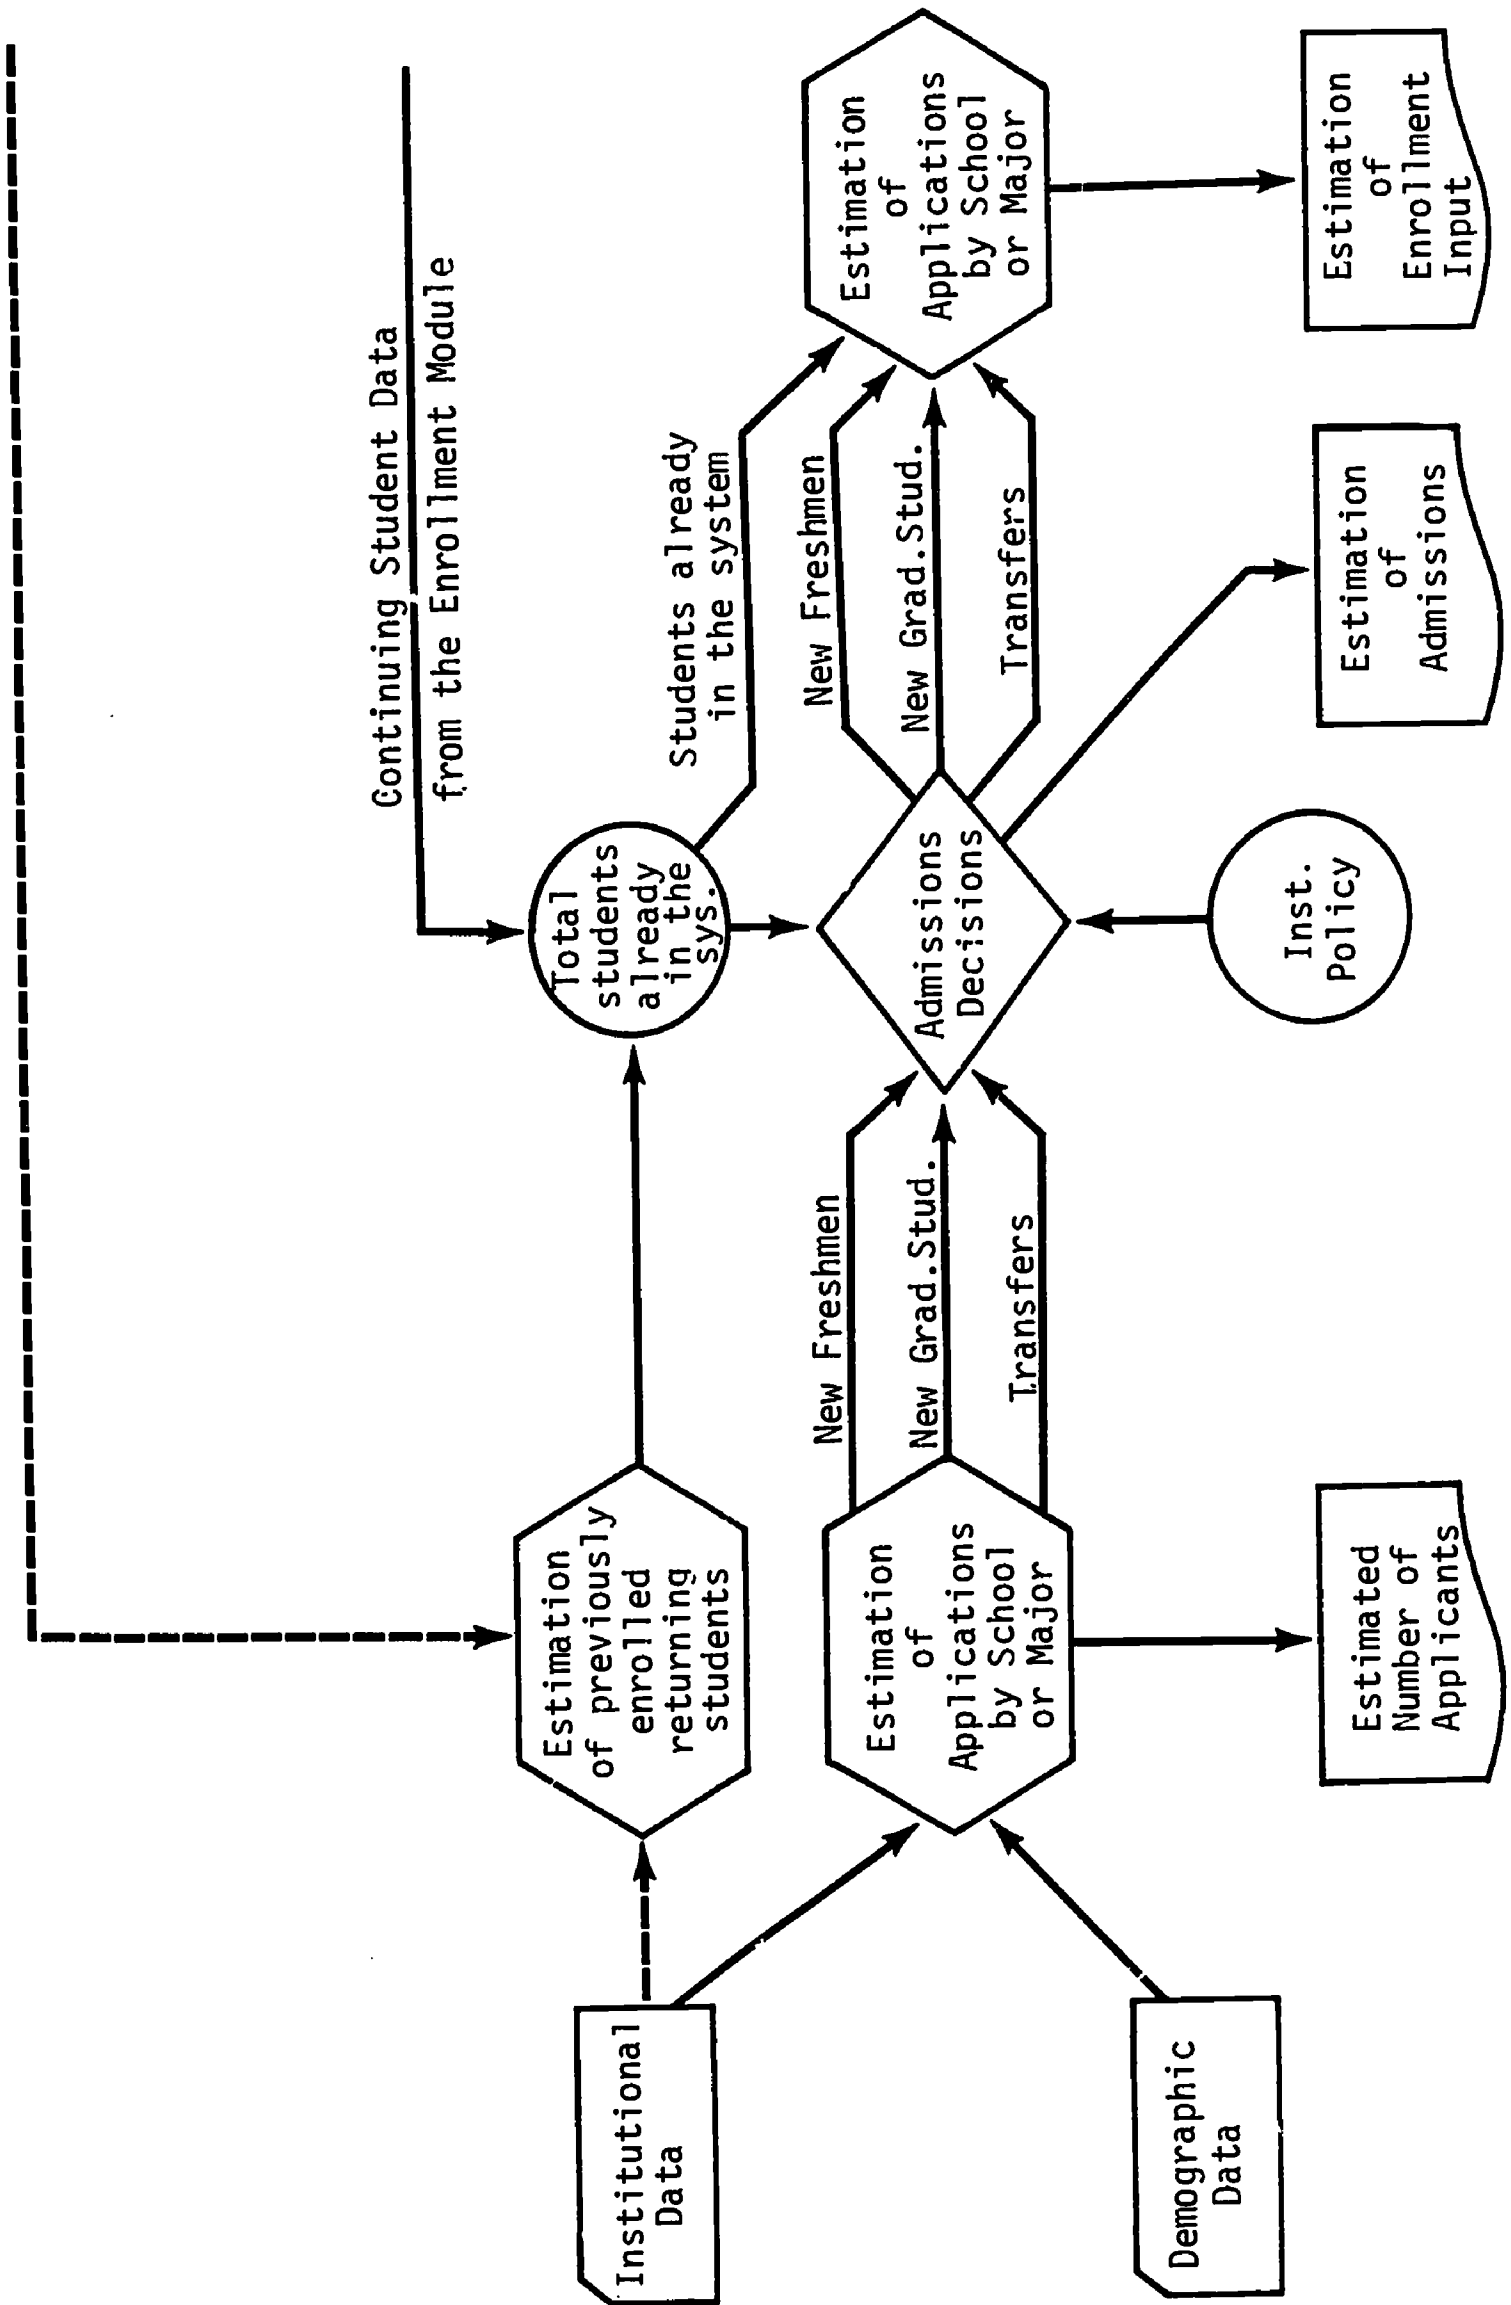 Continuing Student Data
from the Enrollment Module
Institutional
Data
Estimation
of previously
enrolled
returning
students
Total
students
already
in the
sys.
Students already
in the system
Demographic
Data
Estimation
of
Applications
by School
or Major
New Freshmen
New Grad.Stud.
Transfers
Admissions
Decisions
New Freshmen
New Grad.Stud.
Transfers
Estimation
of
Applications
by School
or Major
Estimated
Number of
Applicants
Inst.
Policy
Estimation
of
Admissions
Estimation
of
Enrollment
Input